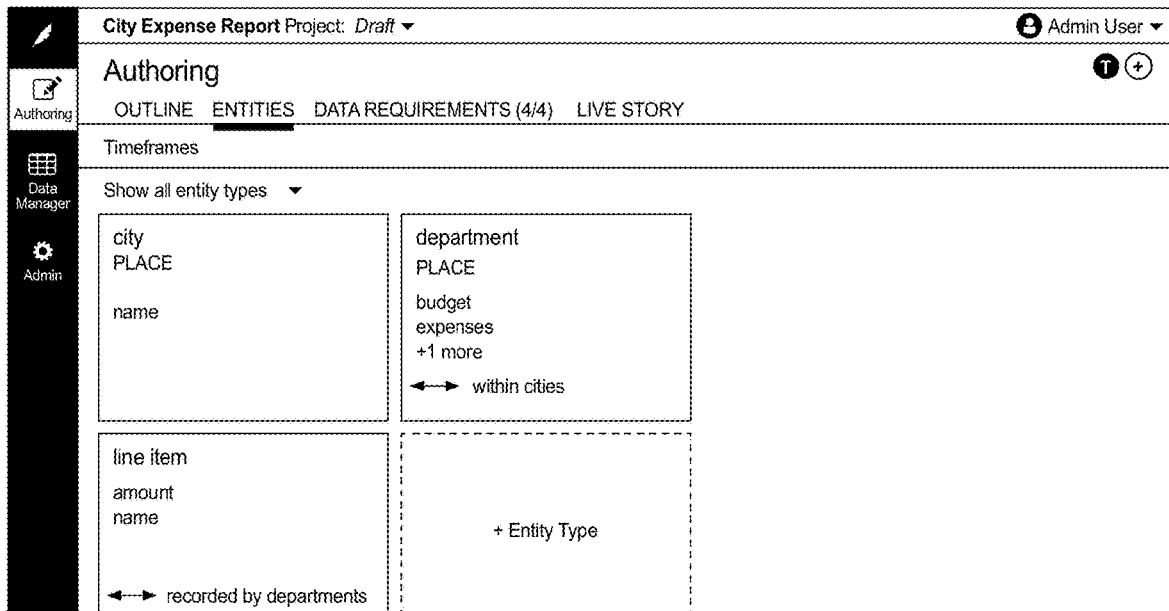 City Expense Report Project: Draft
Admin User
Authoring
T +
OUTLINE ENTITIES DATA REQUIREMENTS (4/4) LIVE STORY
Timeframes
Show all entity types
Authoring
Data
Manager
Admin
city
PLACE
name
department
PLACE
budget
expenses
+1 more
within cities
line item
amount
name
recorded by departments
+ Entity Type